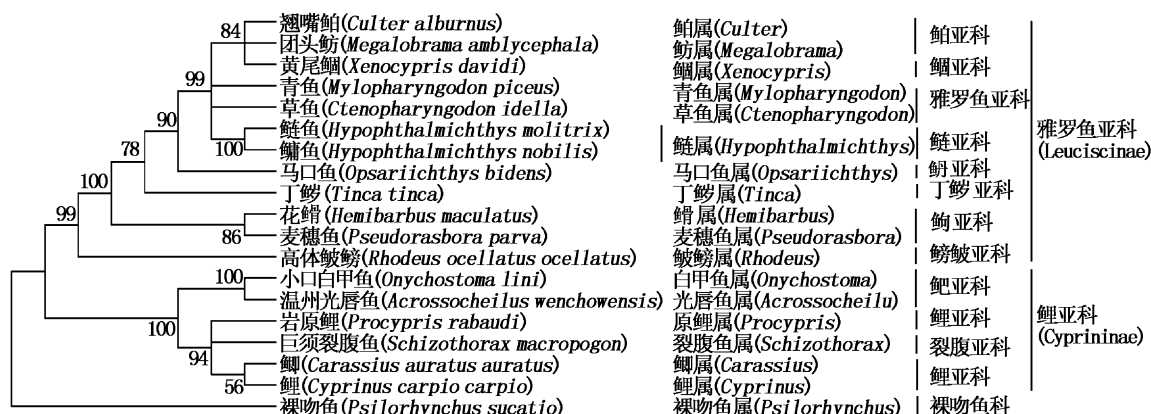 84 翘嘴鲌(Culter alburnus) 鲌属(Culter) 鲌亚科
团头鲂(Megalobrama amblycephala) 鲂属(Megalobrama)
99 黄尾鲴(Xenocypris davidi) 鲴属(Xenocypris) 鲴亚科
青鱼(Mylopharyngodon piceus) 青鱼属(Mylopharyngodon) 雅罗鱼亚科
草鱼(Ctenopharyngodon idella) 草鱼属(Ctenopharyngodon)
90 鲢鱼(Hypophthalmichthys molitrix) 鲢属(Hypophthalmichthys) 鲢亚科 雅罗鱼亚科
78 100 鳙鱼(Hypophthalmichthys nobilis) (Leuciscinae)
马口鱼(Opsariichthys bidens) 马口鱼属(Opsariichthys) 鿕亚科
100 丁鲹(Tinca tinca) 丁鲹属(Tinca) 丁鲹亚科
99 花䱻(Hemibarbus maculatus) 䱻属(Hemibarbus) 鮈亚科
86 麦穗鱼(Pseudorasbora parva) 麦穗鱼属(Pseudorasbora)
高体鳑鲏(Rhodeus ocellatus ocellatus) 鳑鲏属(Rhodeus) 鳑鲏亚科
100 小口白甲鱼(Onychostoma lini) 白甲鱼属(Onychostoma) 鲃亚科
温州光唇鱼(Acrossocheilus wenchowensis) 光唇鱼属(Acrossocheilu)
100 岩原鲤(Procypris rabaudi) 原鲤属(Procypris) 鲤亚科 鲤亚科
巨须裂腹鱼(Schizothorax macropogon) 裂腹鱼属(Schizothorax) 裂腹亚科 (Cyprininae)
94 鲫(Carassius auratus auratus) 鲫属(Carassius) 鲤亚科
56 鲤(Cyprinus carpio carpio) 鲤属(Cyprinus)
裸吻鱼(Psilorhynchus sucatio) 裸吻鱼属(Psilorhynchus) 裸吻鱼科